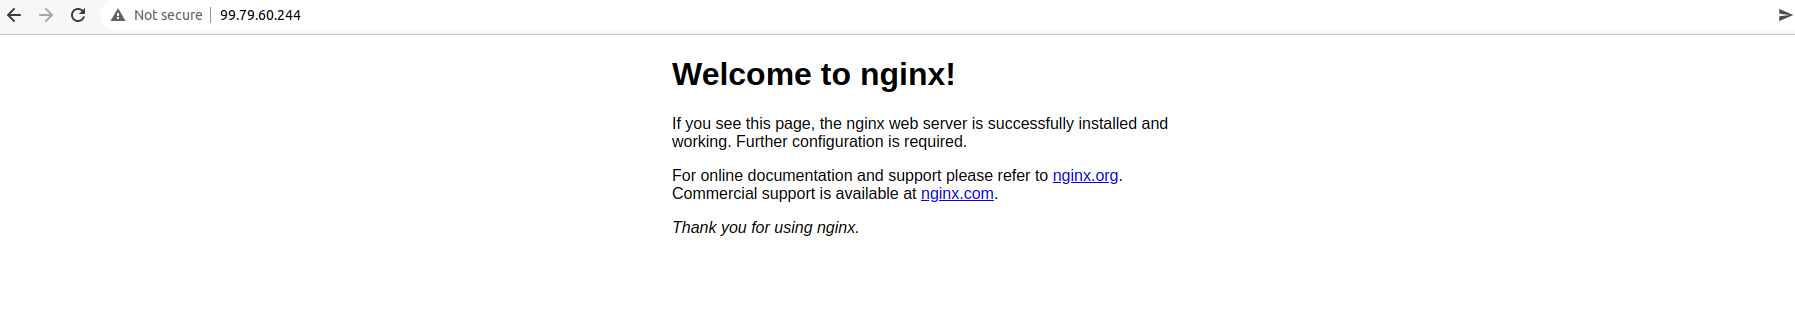 Not secure 99.79.60.244
Welcome to nginx!
If you see this page, the nginx web server is successfully installed and
working. Further configuration is required.
For online documentation and support please refer to nginx.org.
Commercial support is available at nginx.com.
Thank you for using nginx.